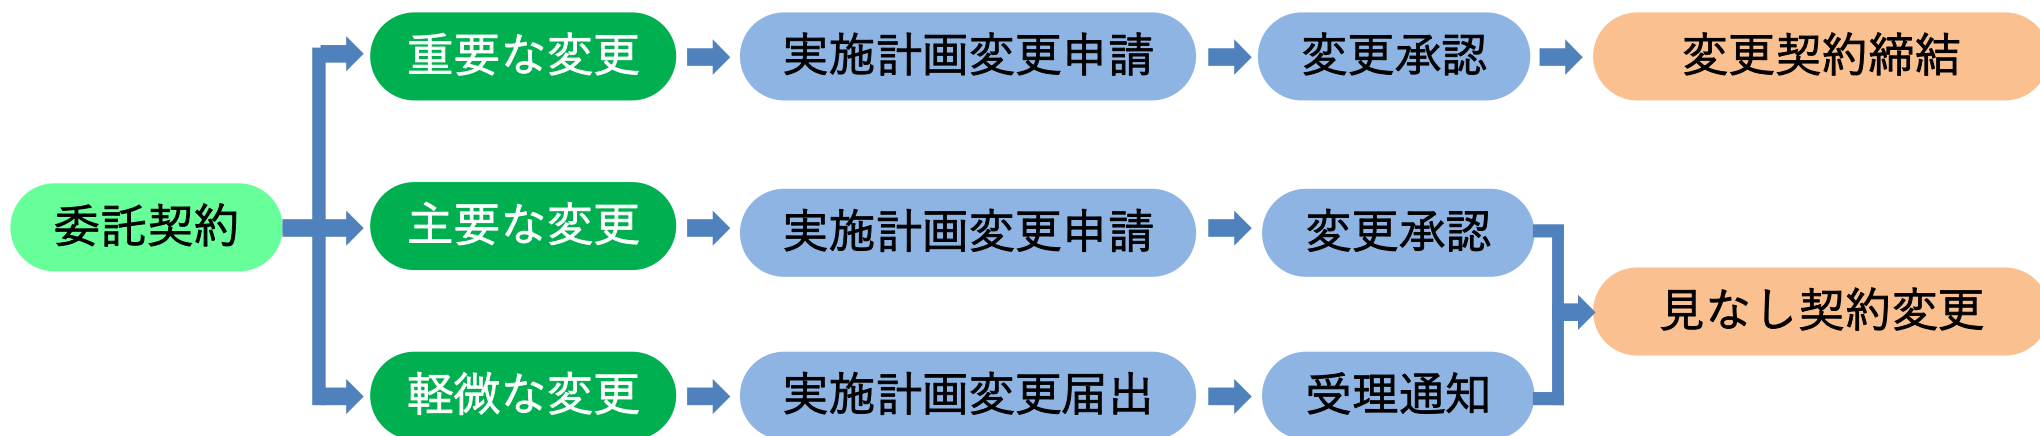 重要な変更
実施計画変更申請
変更承認
変更契約締結
委託契約
主要な変更
実施計画変更申請
変更承認
見なし契約変更
軽微な変更
実施計画変更届出
受理通知